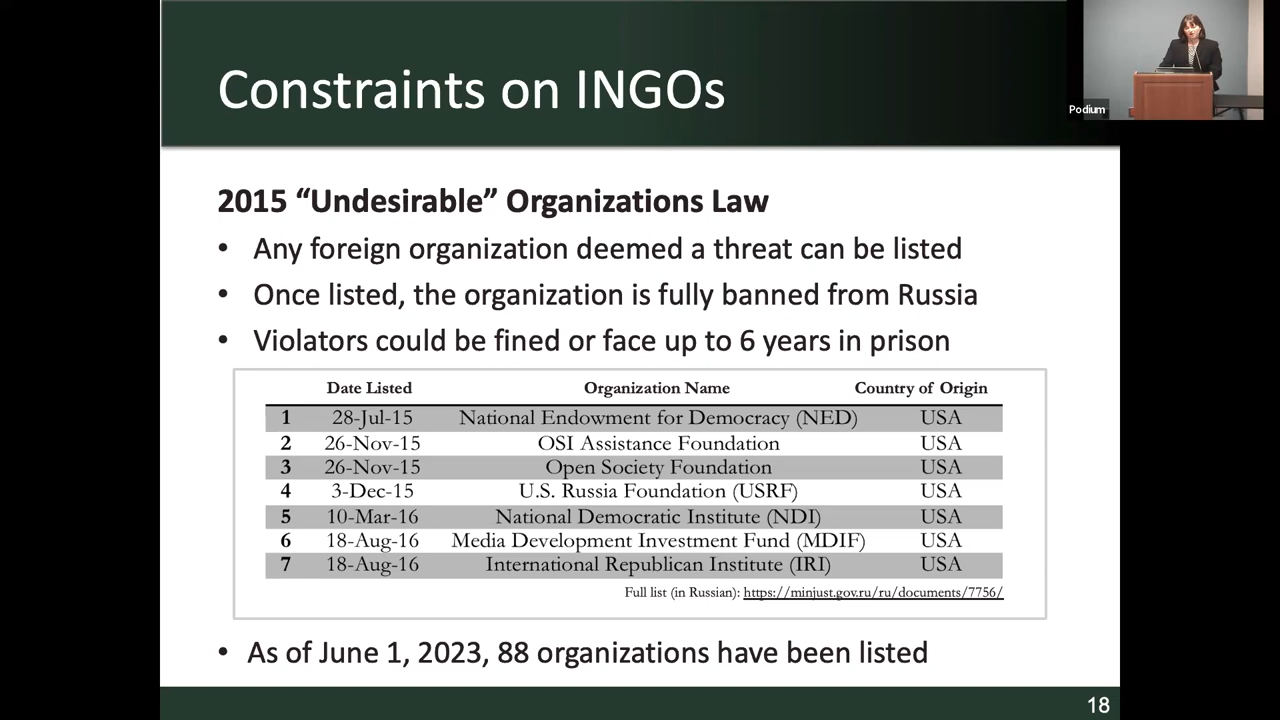 Constraints on INGOs
Podium
2015 “Undesirable” Organizations Law
• Any foreign organization deemed a threat can be listed
• Once listed, the organization is fully banned from Russia
• Violators could be fined or face up to 6 years in prison
Date Listed Organization Name Country of Origin
1 28-Jul-15 National Endowment for Democracy (NED) USA
2 26-Nov-15 OSI Assistance Foundation USA
3 26-Nov-15 Open Society Foundation USA
4 3-Dec-15 U.S. Russia Foundation (USRF) USA
5 10-Mar-16 National Democratic Institute (NDI) USA
6 18-Aug-16 Media Development Investment Fund (MDIF) USA
7 18-Aug-16 International Republican Institute (IRI) USA
Full list (in Russian): https://minjust.gov.ru/ru/documents/7756/
• As of June 1, 2023, 88 organizations have been listed
18